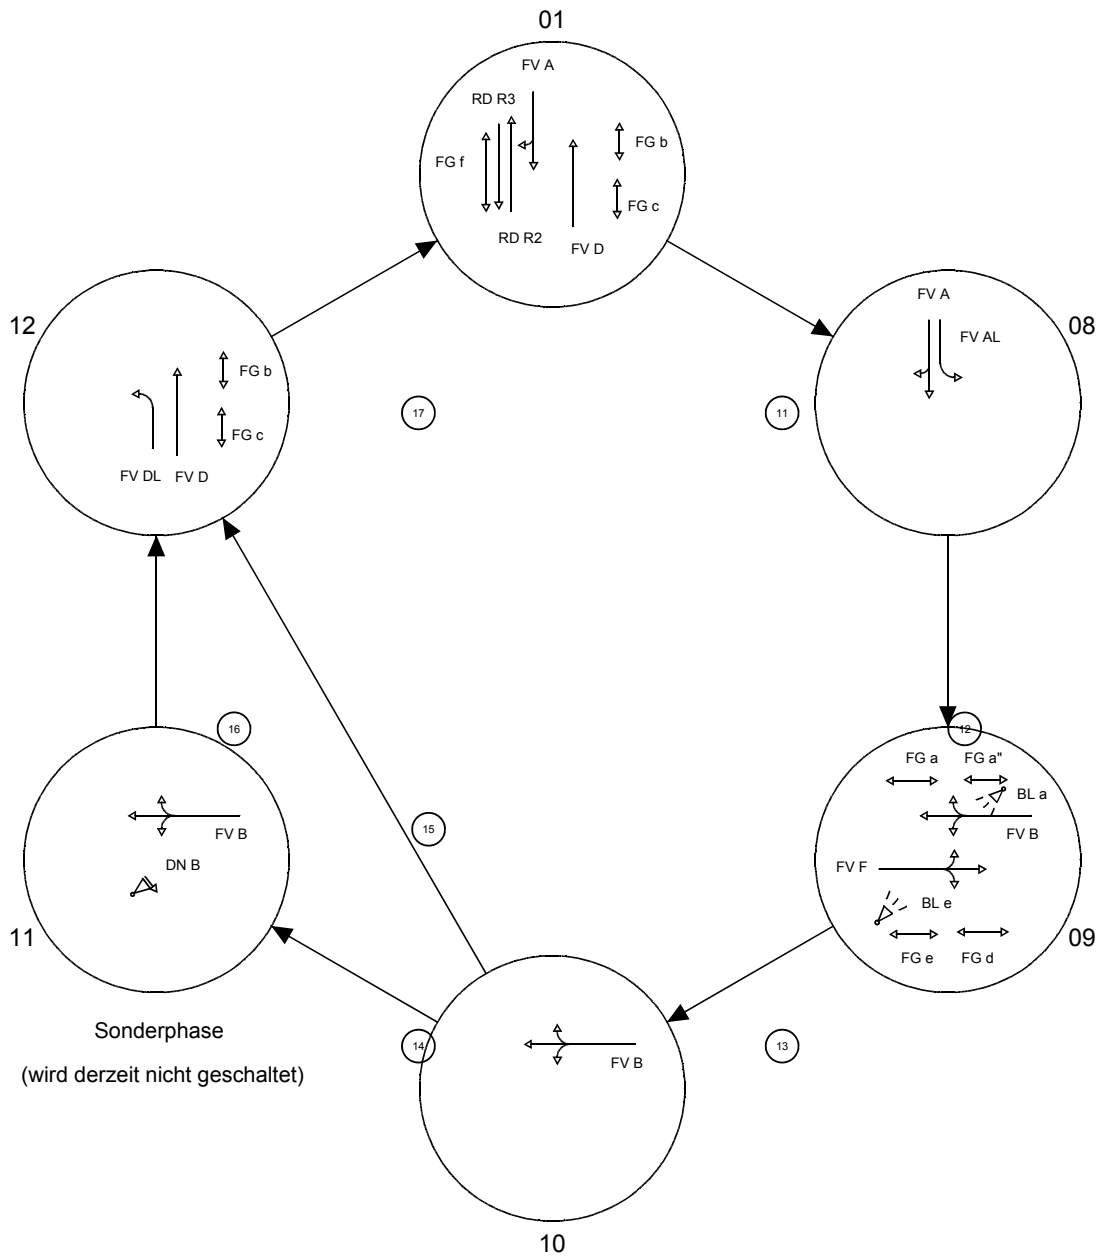 01
FV A
RD R3
FG b
FG f
FG c
RD R2
FV D
FV A
12
08
FV AL
FG b
17
11
FG c
FV DL
FV D
16
12
FG a
FG a"
BL a
15
FV B
FV B
DN B
FV F
BL e
11
09
FG e
FG d
Sonderphase
14
13
FV B
(wird derzeit nicht geschaltet)
10